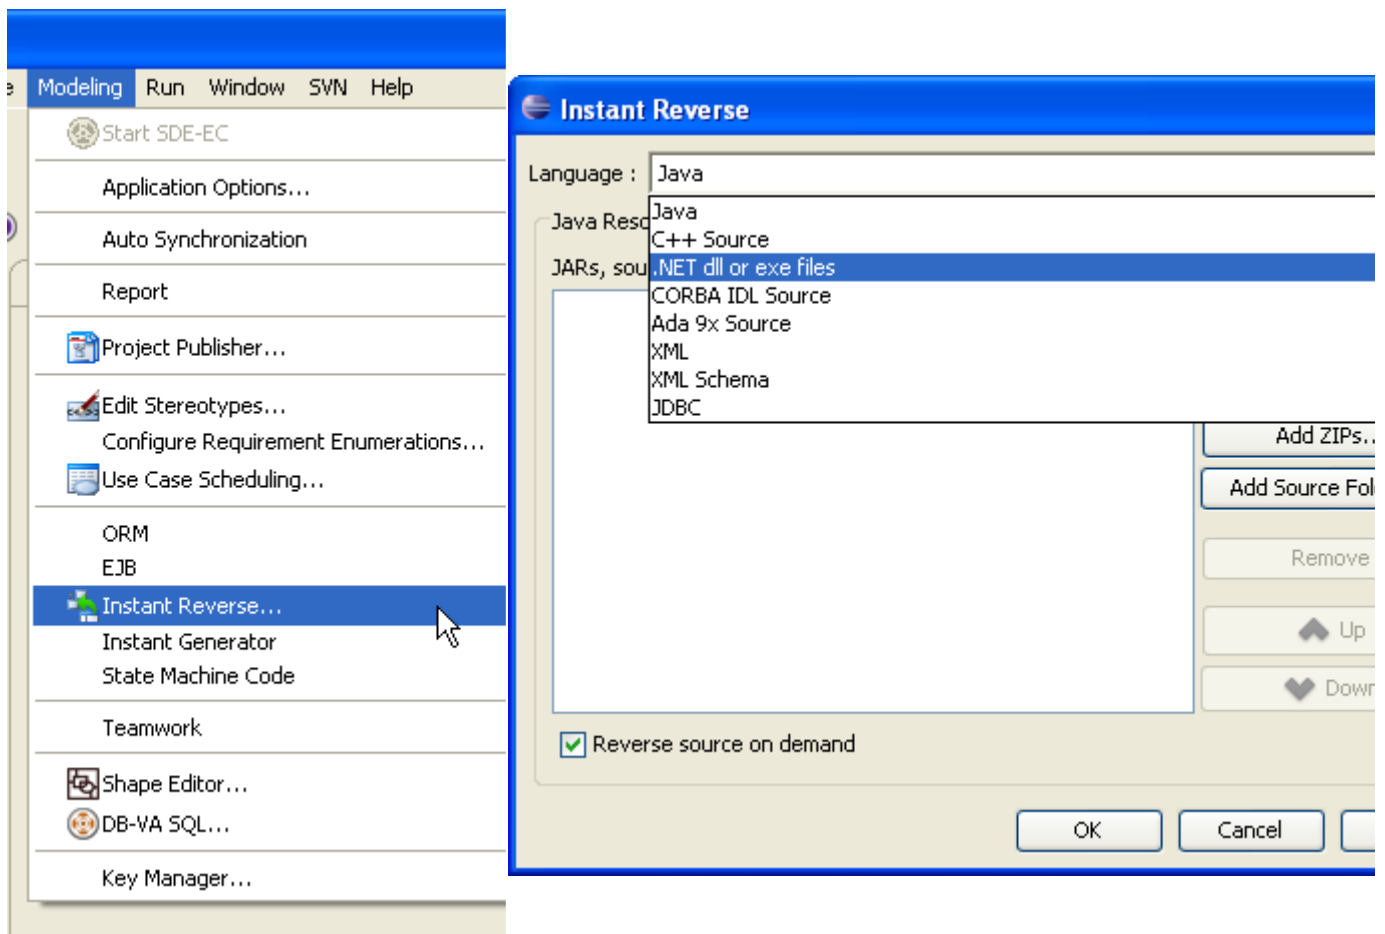 Modeling Run Window SVN Help
Start SDE-EC
Application Options...
Auto Synchronization
Report
Project Publisher...
Edit Stereotypes...
Configure Requirement Enumerations...
Use Case Scheduling...
ORM
EJB
Instant Reverse...
Instant Generator
State Machine Code
Teamwork
Shape Editor...
DB-VA SQL...
Key Manager...
Instant Reverse
Language : Java
Java Reso
JARs, sou
Java
C++ Source
.NET dll or exe files
CORBA IDL Source
Ada 9x Source
XML
XML Schema
JDBC
Add ZIPs..
Add Source Fol
Remove
Up
Down
Reverse source on demand
OK
Cancel